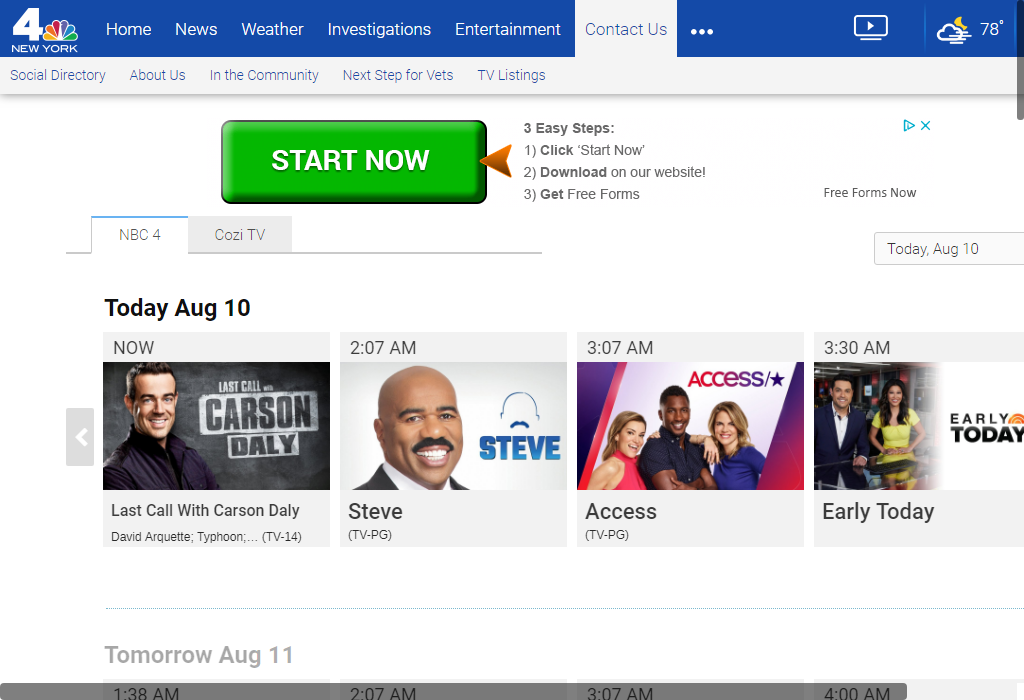 4
NEW YORK
Home News Weather Investigations Entertainment Contact Us ••• 78°
Social Directory About Us In the Community Next Step for Vets TV Listings
START NOW
3 Easy Steps:
1) Click ‘Start Now’
2) Download on our website!
3) Get Free Forms
Free Forms Now
NBC 4 Cozi TV
Today, Aug 10
Today Aug 10
NOW 2:07 AM 3:07 AM 3:30 AM
LAST CALL WITH
CARSON
DALY
STEVE
ACCESS/★
EARLY
TODAY
Last Call With Carson Daly
David Arquette; Typhoon;... (TV-14)
Steve
(TV-PG)
Access
(TV-PG)
Early Today
Tomorrow Aug 11
1:38 AM 2:07 AM 3:07 AM 4:00 AM